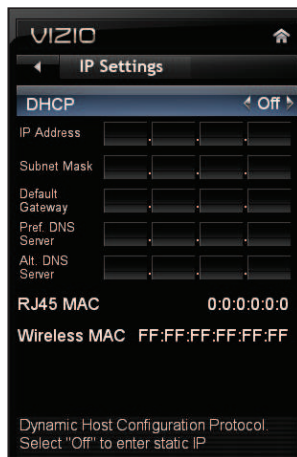 VIZIO
IP Settings
DHCP Off
IP Address . . .
Subnet Mask . . .
Default
Gateway . . .
Pref. DNS
Server . . .
Alt. DNS
Server . . .
RJ45 MAC 0:0:0:0:0:0
Wireless MAC FF:FF:FF:FF:FF:FF
Dynamic Host Configuration Protocol.
Select "Off" to enter static IP